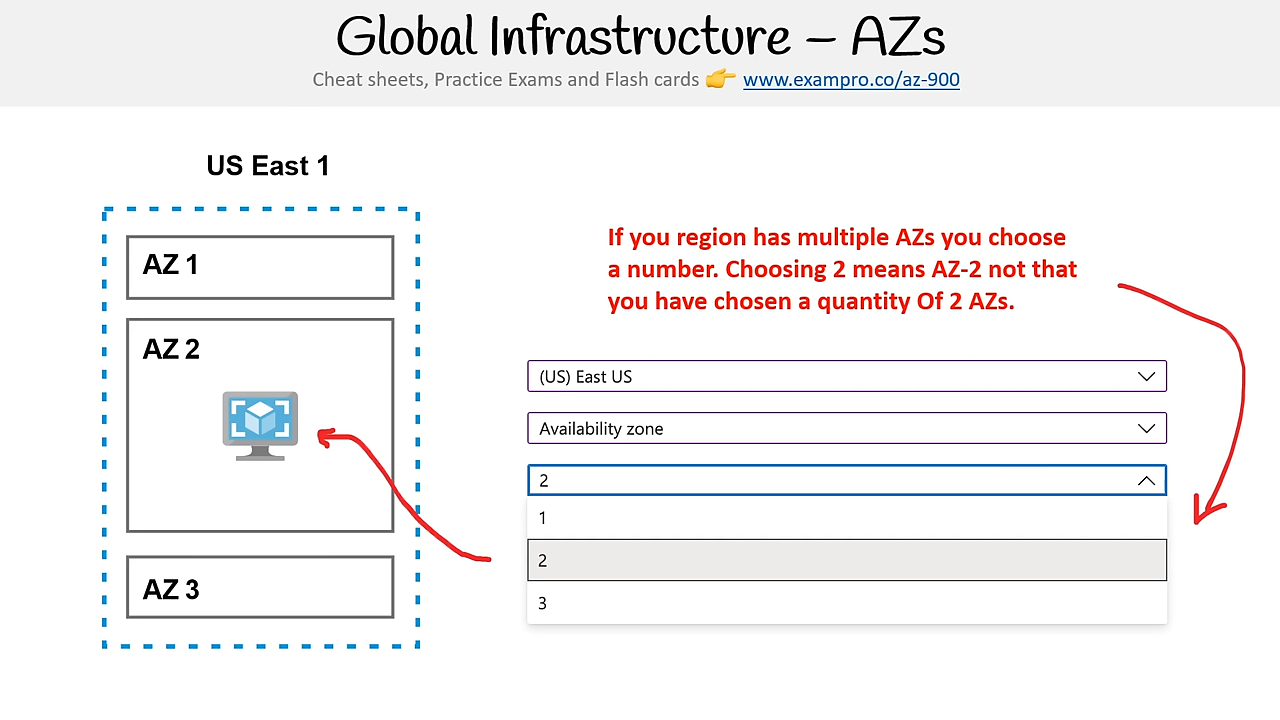 Global Infrastructure – AZs
Cheat sheets, Practice Exams and Flash cards 👉 www.exampro.co/az-900
US East 1
AZ 1
AZ 2
AZ 3
If you region has multiple AZs you choose
a number. Choosing 2 means AZ-2 not that
you have chosen a quantity Of 2 AZs.
(US) East US
Availability zone
2
1
2
3